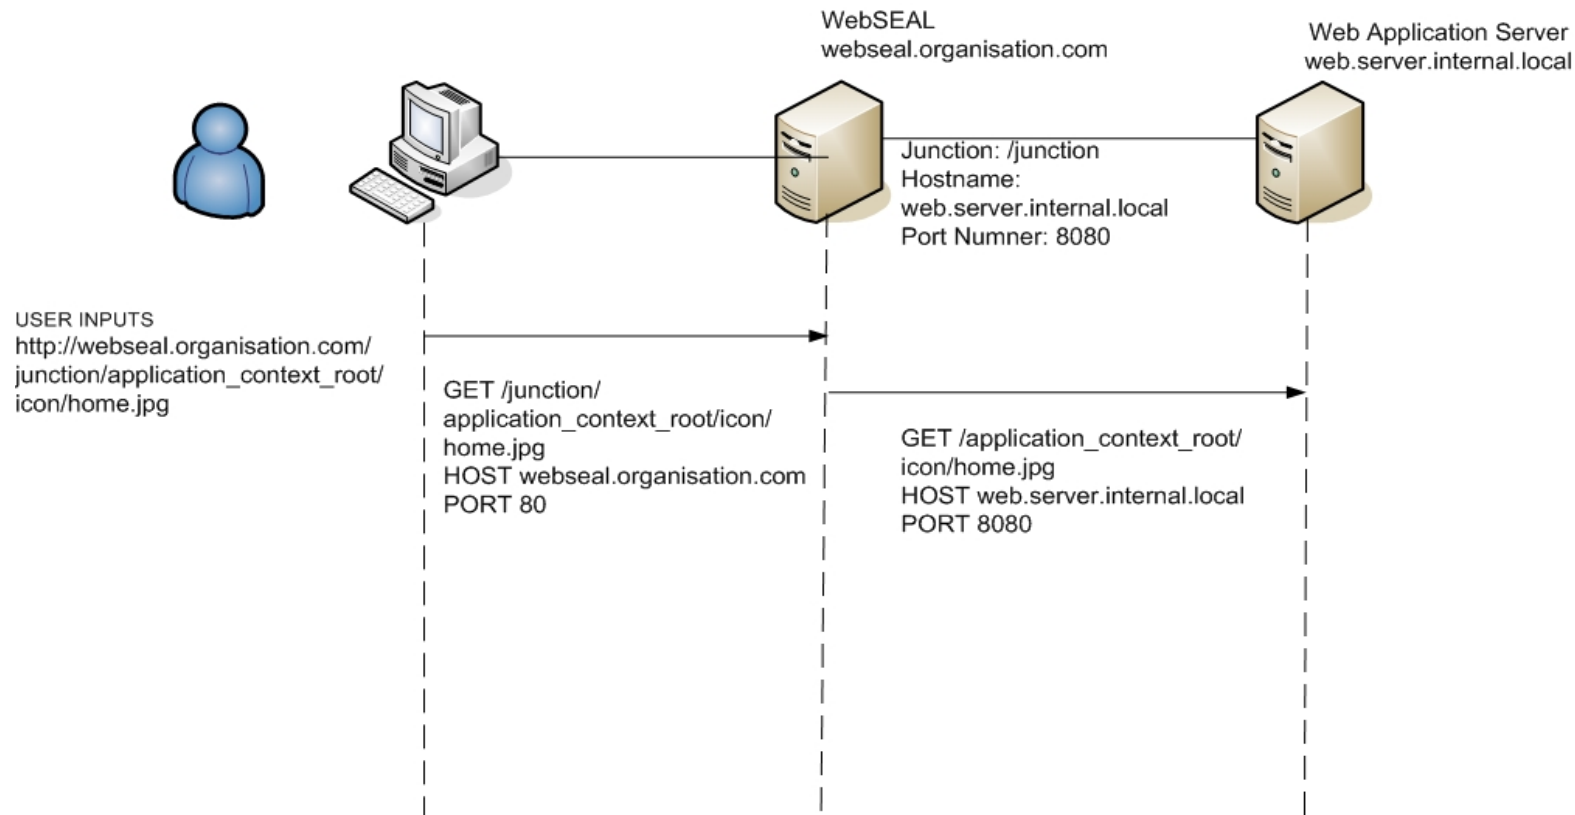 WebSEAL
webseal.organisation.com
Web Application Server
web.server.internal.local
Junction: /junction
Hostname:
web.server.internal.local
Port Numner: 8080
USER INPUTS
http://webseal.organisation.com/
junction/application_context_root/
icon/home.jpg
GET /junction/
application_context_root/icon/
home.jpg
HOST webseal.organisation.com
PORT 80
GET /application_context_root/
icon/home.jpg
HOST web.server.internal.local
PORT 8080